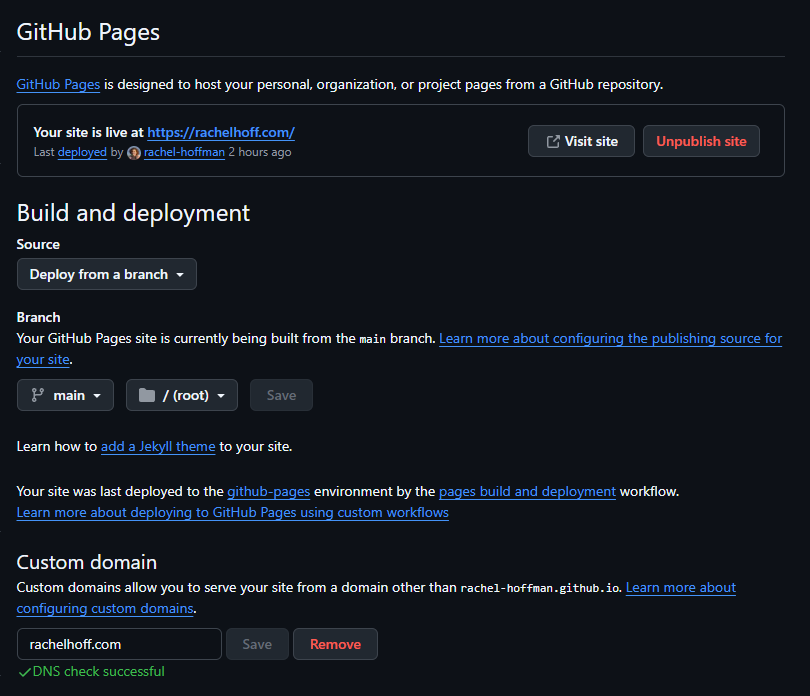 GitHub Pages
GitHub Pages is designed to host your personal, organization, or project pages from a GitHub repository.
Your site is live at https://rachelhoff.com/
Last deployed by rachel-hoffman 2 hours ago
Visit site
Unpublish site
Build and deployment
Source
Deploy from a branch
Branch
Your GitHub Pages site is currently being built from the main branch. Learn more about configuring the publishing source for
your site.
main
/ (root)
Save
Learn how to add a Jekyll theme to your site.
Your site was last deployed to the github-pages environment by the pages build and deployment workflow.
Learn more about deploying to GitHub Pages using custom workflows
Custom domain
Custom domains allow you to serve your site from a domain other than rachel-hoffman.github.io. Learn more about
configuring custom domains.
rachelhoff.com
Save
Remove
DNS check successful